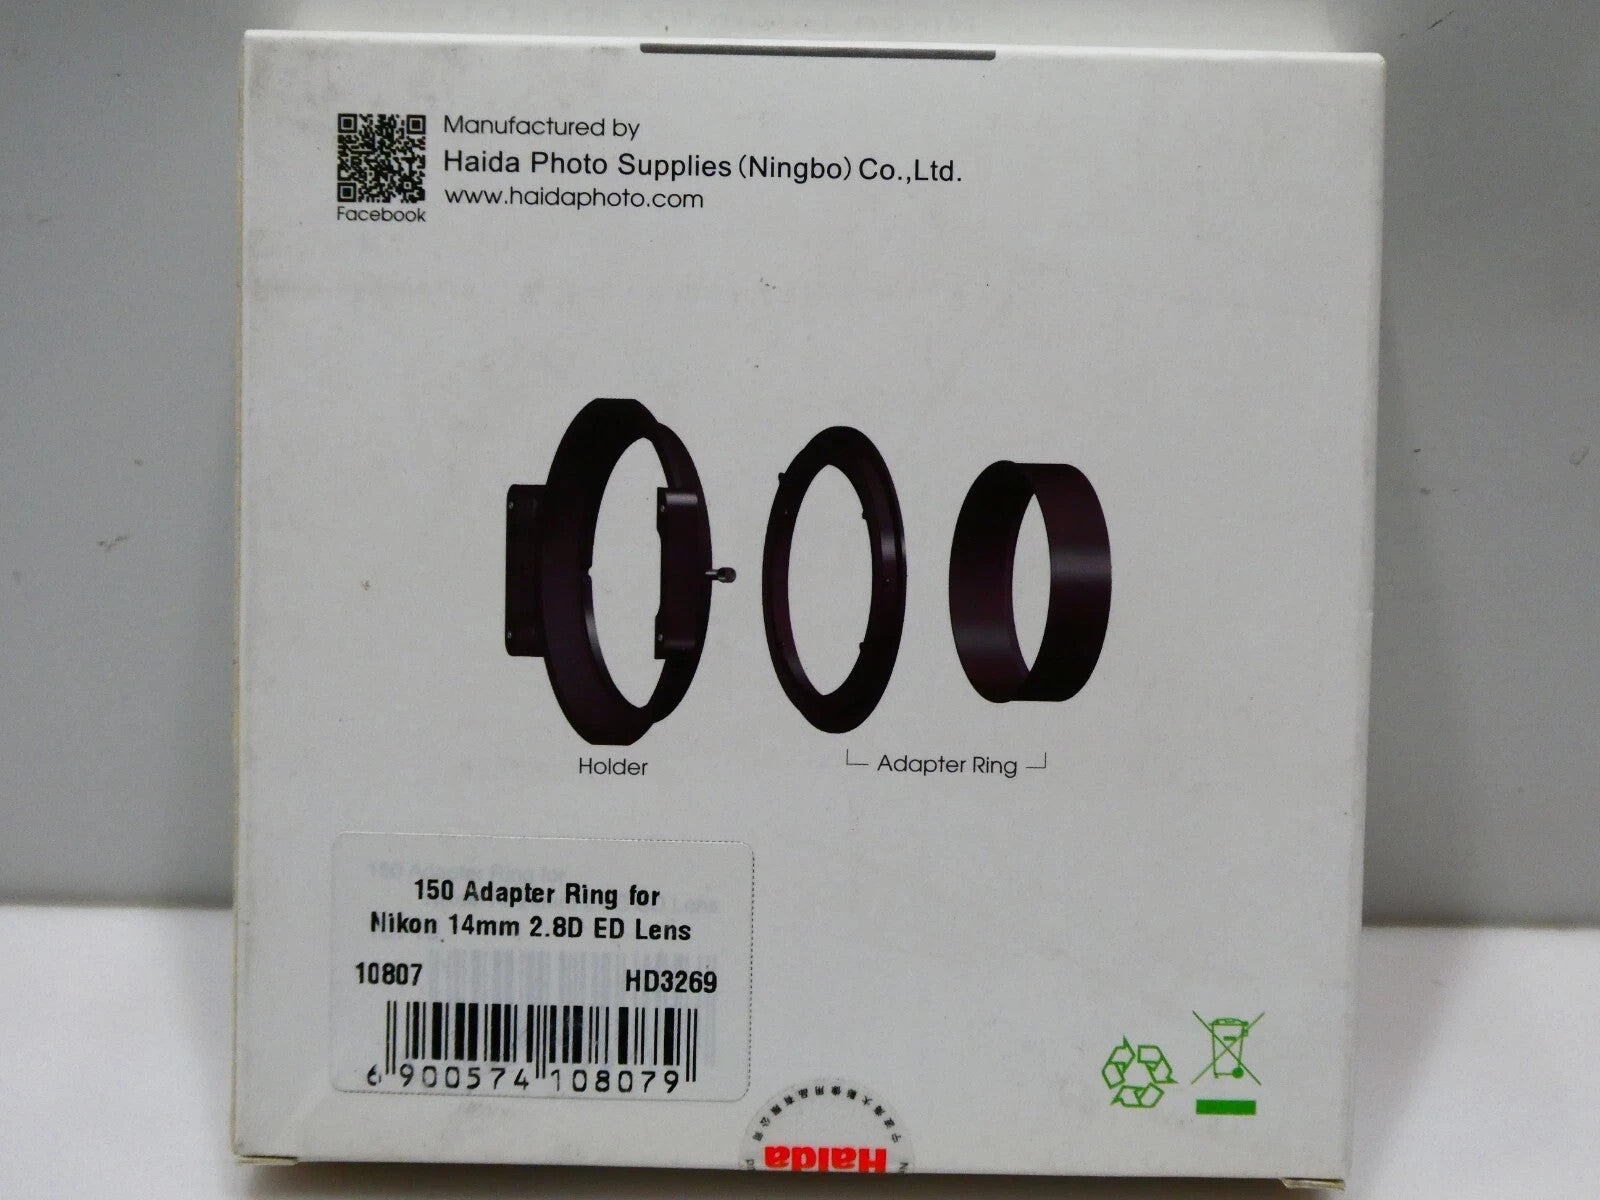 Manufactured by
Haida Photo Supplies (Ningbo) Co.,Ltd.
www.haidaphoto.com
Facebook
Holder
Adapter Ring
150 Adapter Ring for
Nikon 14mm 2.8D ED Lens
10807 HD3269
6 900574 108079
Haida